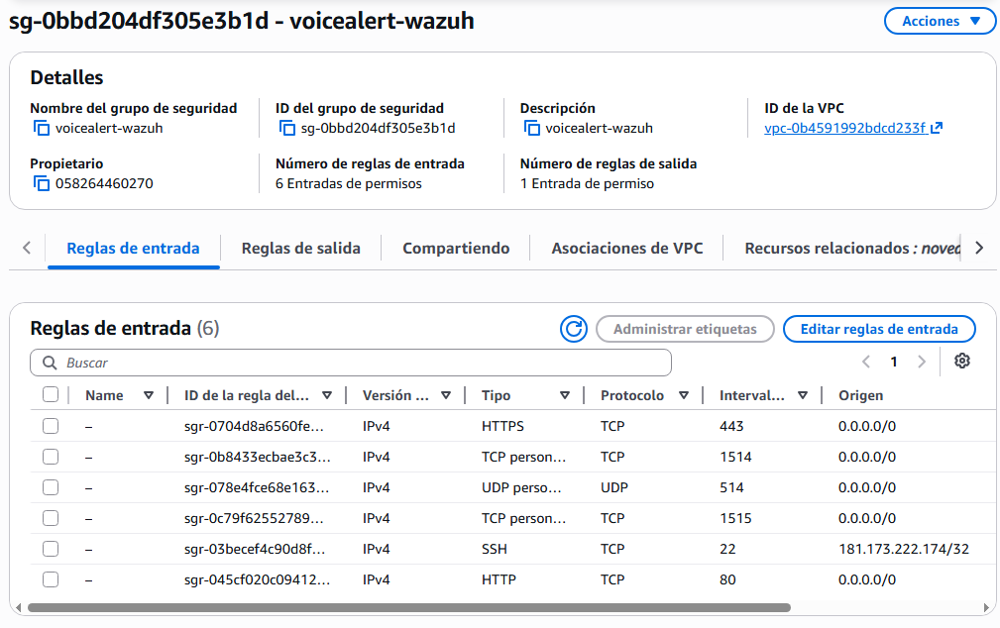 sg-0bbd204df305e3b1d - voicealert-wazuh
Acciones
Detalles
Nombre del grupo de seguridad
voicealert-wazuh
ID del grupo de seguridad
sg-0bbd204df305e3b1d
Descripción
voicealert-wazuh
ID de la VPC
vpc-0b4591992bdcd233f
Propietario
058264460270
Número de reglas de entrada
6 Entradas de permisos
Número de reglas de salida
1 Entrada de permiso
Reglas de entrada
Reglas de salida
Compartiendo
Asociaciones de VPC
Recursos relacionados : noved
Reglas de entrada (6)
Administrar etiquetas
Editar reglas de entrada
Buscar
1
Name ID de la regla del... Versión ... Tipo Protocolo Interval... Origen
– sgr-0704d8a6560fe... IPv4 HTTPS TCP 443 0.0.0.0/0
– sgr-0b8433ecbae3c3... IPv4 TCP person... TCP 1514 0.0.0.0/0
– sgr-078e4fce68e163... IPv4 UDP perso... UDP 514 0.0.0.0/0
– sgr-0c79f62552789... IPv4 TCP person... TCP 1515 0.0.0.0/0
– sgr-03becef4c90d8f... IPv4 SSH TCP 22 181.173.222.174/32
– sgr-045cf020c09412... IPv4 HTTP TCP 80 0.0.0.0/0